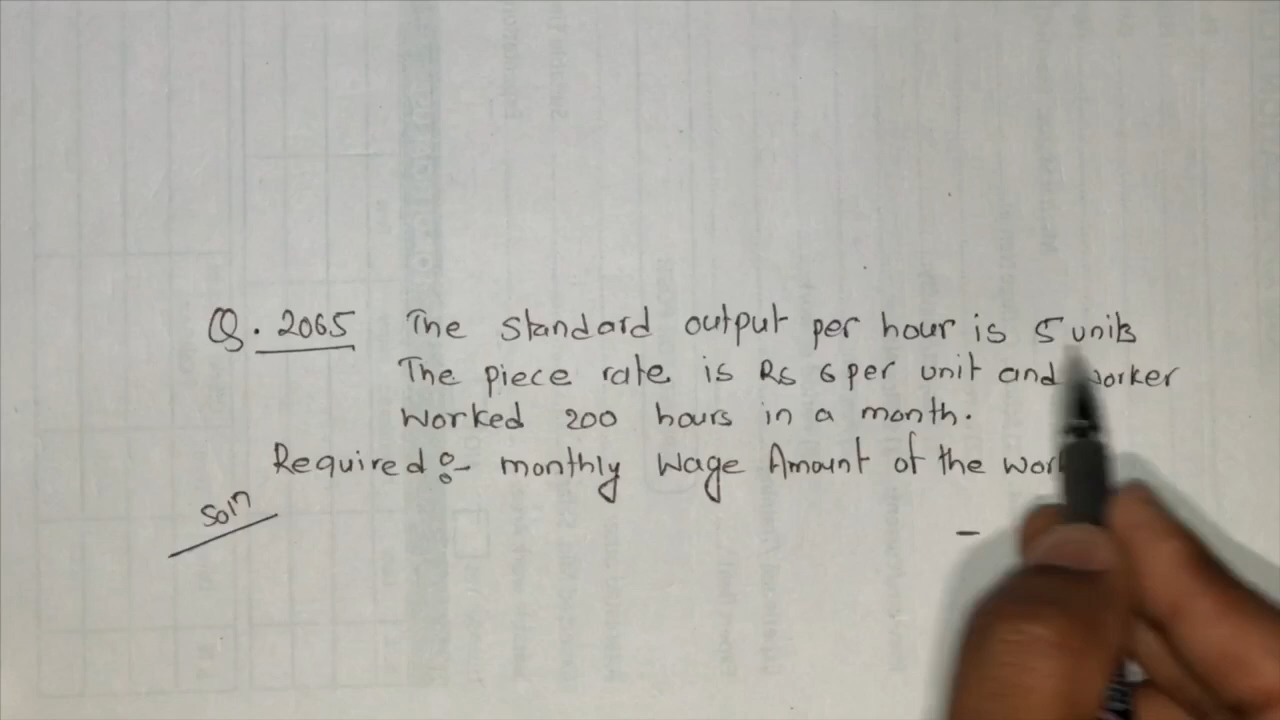 Q. 2065 The standard output per hour is 5 units
The piece rate is Rs 6 per unit and worker
worked 200 hours in a month.
Required :- monthly wage Amount of the
Soln